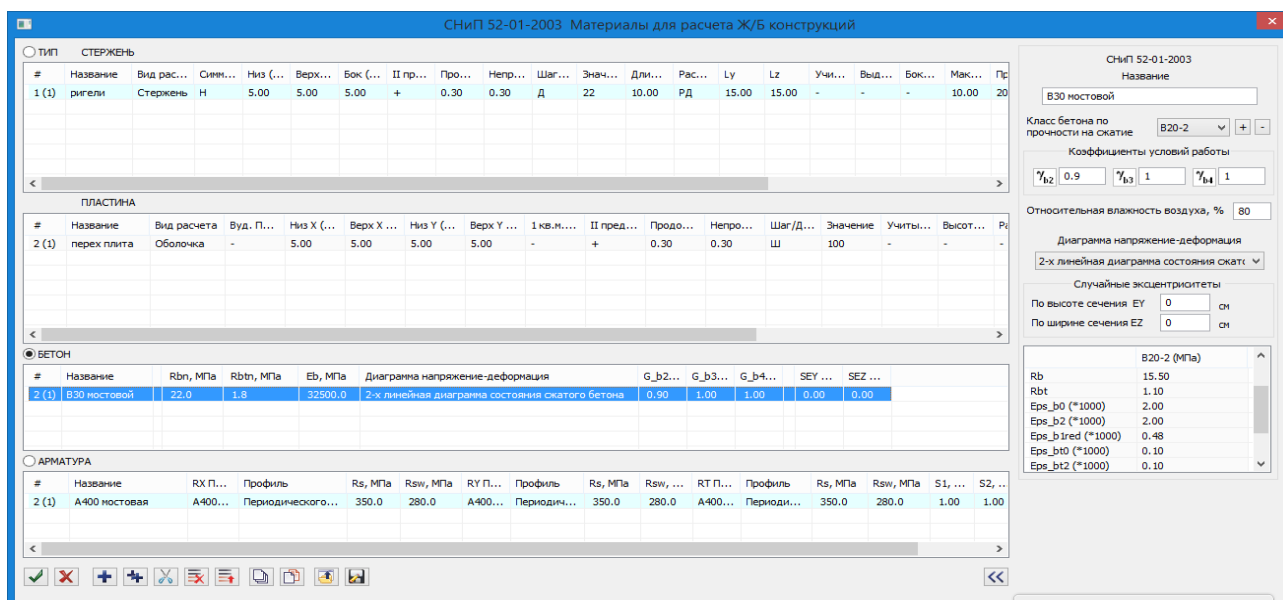 СНиП 52-01-2003 Материалы для расчета Ж/Б конструкций
ТИП СТЕРЖЕНЬ
# Название Вид рас... Симн... Низ (... Верх... Бок (... II пр... Про... Непр... Шаг... Знач... Дли... Рас... Ly Lz Учи... Выд... Бок... Мак... Пр
1 (1) ригели Стержень Н 5.00 5.00 5.00 + 0.30 0.30 Д 22 10.00 РД 15.00 15.00 - - - 10.00 20
ПЛАСТИНА
# Название Вид расчета Вуд. П... Низ X (... Верх X ... Низ Y (... Верх Y ... 1 кв.м.... II пред... Продо... Непро... Шаг/Д... Значение Учиты... Высот... Ра
2 (1) перех плита Оболочка - 5.00 5.00 5.00 5.00 - + 0.30 0.30 Ш 100 - - -
БЕТОН
# Название Rbn, МПа Rbtn, МПа Eb, МПа Диаграмма напряжение-деформация G_b2... G_b3... G_b4... SEY ... SEZ ...
2 (1) В30 мостовой 22.0 1.8 32500.0 2-х линейная диаграмма состояния сжатого бетона 0.90 1.00 1.00 0.00 0.00
АРМАТУРА
# Название RX П... Профиль Rs, МПа Rsw, МПа RY П... Профиль Rs, МПа Rsw, ... RT П... Профиль Rs, МПа Rsw, МПа S1, ... S2, ...
2 (1) А400 мостовая А400... Периодического... 350.0 280.0 А400... Периодич... 350.0 280.0 А400... Периоди... 350.0 280.0 1.00 1.00
СНиП 52-01-2003
Название
В30 мостовой
Класс бетона по
прочности на сжатие
В20-2 + -
Коэффициенты условий работы
γb2 0.9 γb3 1 γb4 1
Относительная влажность воздуха, % 80
Диаграмма напряжение-деформация
2-х линейная диаграмма состояния сжатс
Случайные эксцентриситеты
По высоте сечения EY 0 см
По ширине сечения EZ 0 см
В20-2 (МПа)
Rb 15.50
Rbt 1.10
Eps_b0 (*1000) 2.00
Eps_b2 (*1000) 2.00
Eps_b1red (*1000) 0.48
Eps_bt0 (*1000) 0.10
Eps_bt2 (*1000) 0.10